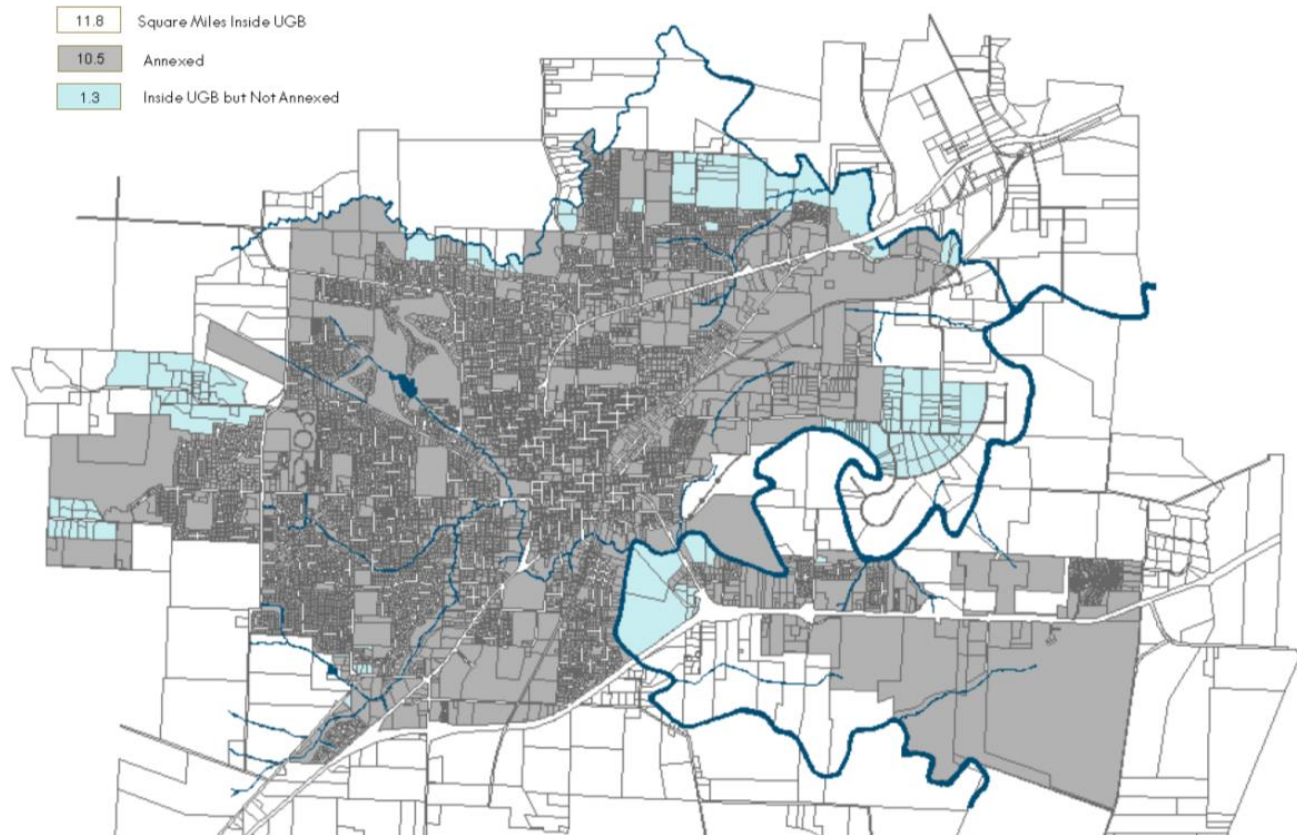 11.8 Square Miles Inside UGB
10.5 Annexed
1.3 Inside UGB but Not Annexed